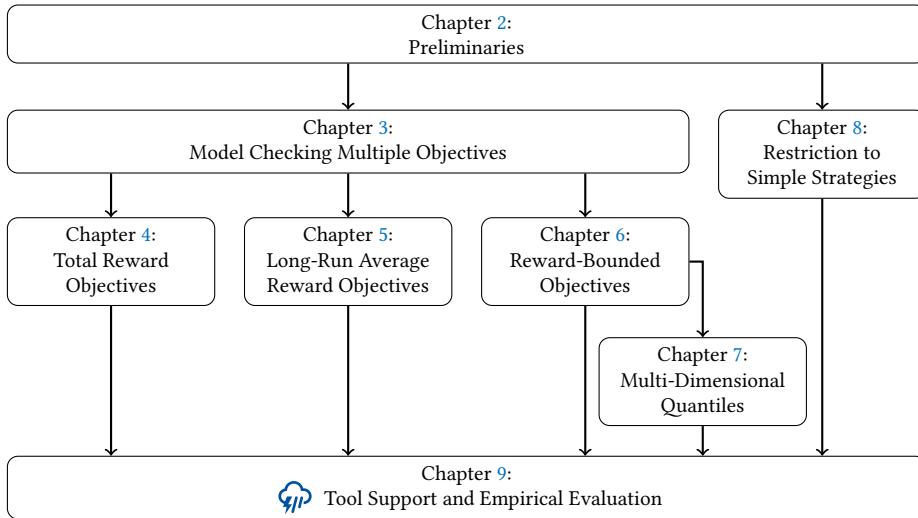 Chapter 2:
Preliminaries
Chapter 3:
Model Checking Multiple Objectives
Chapter 8:
Restriction to
Simple Strategies
Chapter 4:
Total Reward
Objectives
Chapter 5:
Long-Run Average
Reward Objectives
Chapter 6:
Reward-Bounded
Objectives
Chapter 7:
Multi-Dimensional
Quantiles
Chapter 9:
Tool Support and Empirical Evaluation